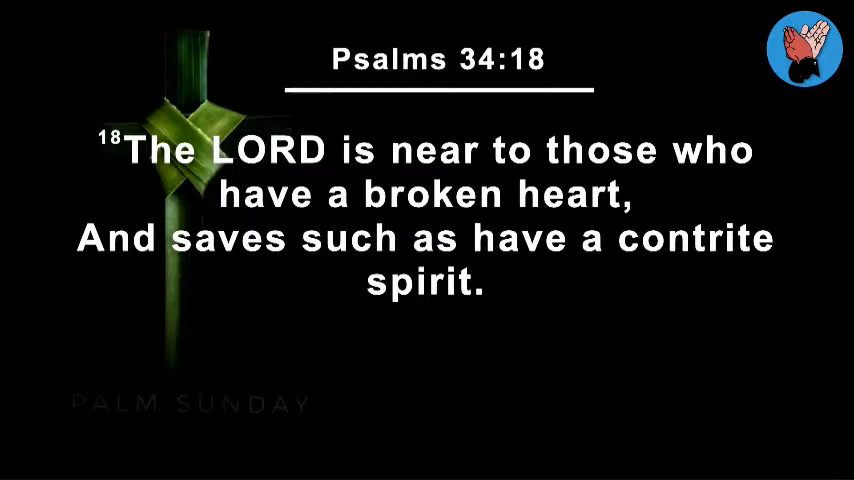 Psalms 34:18
18The LORD is near to those who
have a broken heart,
And saves such as have a contrite
spirit.
PALM SUNDAY